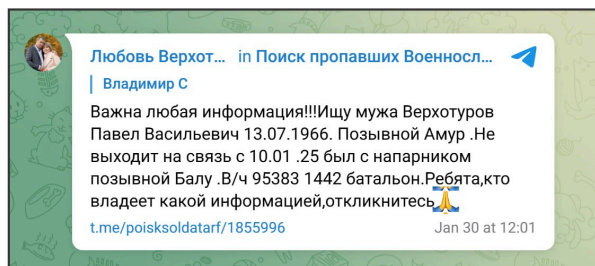 Любовь Верхот... in Поиск пропавших Военносл...
Владимир С
Важна любая информация!!!Ищу мужа Верхотуров
Павел Васильевич 13.07.1966. Позывной Амур .Не
выходит на связь с 10.01 .25 был с напарником
позывной Балу .В/ч 95383 1442 батальон.Ребята,кто
владеет какой информацией,откликнитесь🙏
t.me/poisksoldatarf/1855996 Jan 30 at 12:01